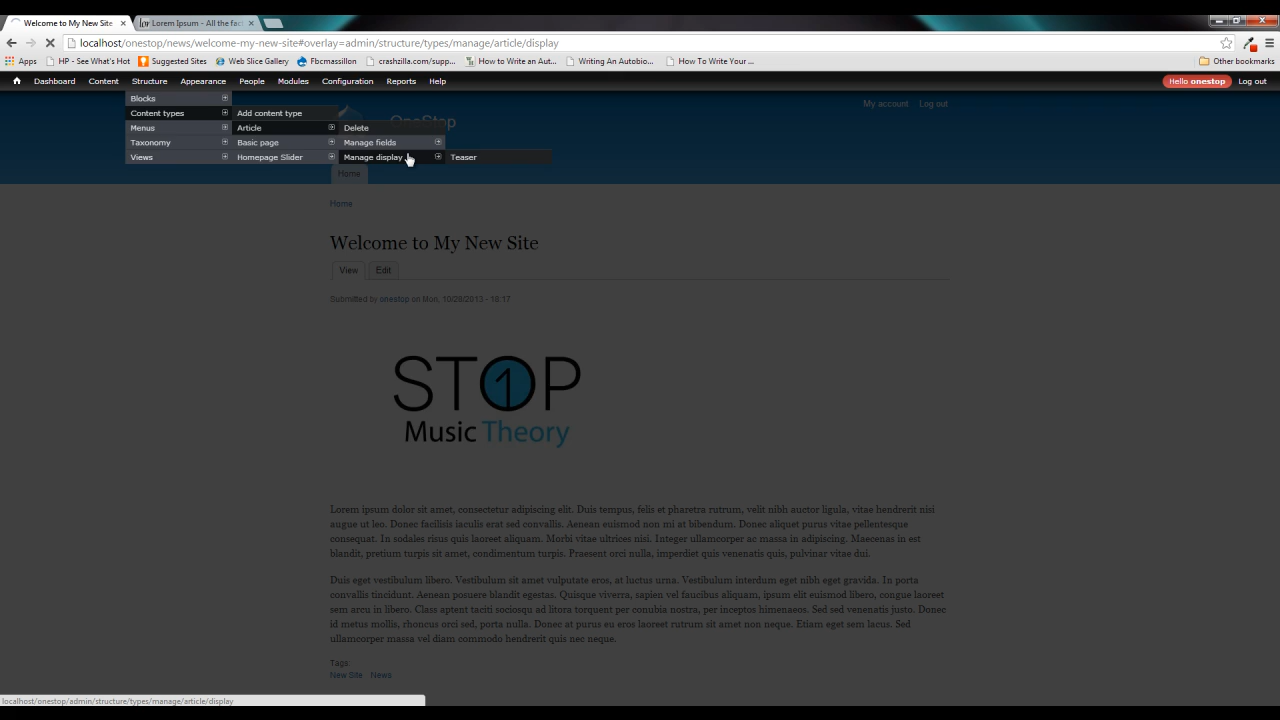 Welcome to My New Site
Lorem Ipsum - All the fac
localhost/onestop/news/welcome-my-new-site#overlay=admin/structure/types/manage/article/display
Apps HP - See What's Hot Suggested Sites Web Slice Gallery Fbcmassillon crashzilla.com/supp... How to Write an Aut... Writing An Autobio... How To Write Your ... Other bookmarks
Dashboard Content Structure Appearance People Modules Configuration Reports Help Hello onestop Log out
Blocks
Content types Add content type
Menus Article Delete
Taxonomy Basic page Manage fields
Views Homepage Slider Manage display Teaser
My account Log out
OneStop
Home
Home
Welcome to My New Site
View Edit
Submitted by onestop on Mon, 10/28/2013 - 18:17
STOP
1
Music Theory
Lorem ipsum dolor sit amet, consectetur adipiscing elit. Duis tempus, felis et pharetra rutrum, velit nibh auctor ligula, vitae hendrerit nisi
augue ut leo. Donec facilisis iaculis erat sed convallis. Aenean euismod non mi at bibendum. Donec aliquet purus vitae pellentesque
consequat. In sodales risus quis laoreet aliquam. Morbi vitae ultrices nisi. Integer ullamcorper ac massa in adipiscing. Maecenas in est
blandit, pretium turpis sit amet, condimentum turpis. Praesent orci nulla, imperdiet quis venenatis quis, pulvinar vitae dui.
Duis eget vestibulum libero. Vestibulum sit amet vulputate eros, at luctus urna. Vestibulum interdum eget nibh eget gravida. In porta
convallis tincidunt. Aenean posuere blandit egestas. Quisque viverra, sapien vel faucibus aliquam, ipsum elit euismod libero, congue laoreet
sem arcu in libero. Class aptent taciti sociosqu ad litora torquent per conubia nostra, per inceptos himenaeos. Sed sed venenatis justo. Donec
id metus mollis, rhoncus orci sed, porta nulla. Donec at purus eu eros laoreet rutrum sit amet non neque. Etiam eget sem lacus. Sed
ullamcorper massa vel diam commodo hendrerit quis nec neque.
Tags:
New Site News
localhost/onestop/admin/structure/types/manage/article/display